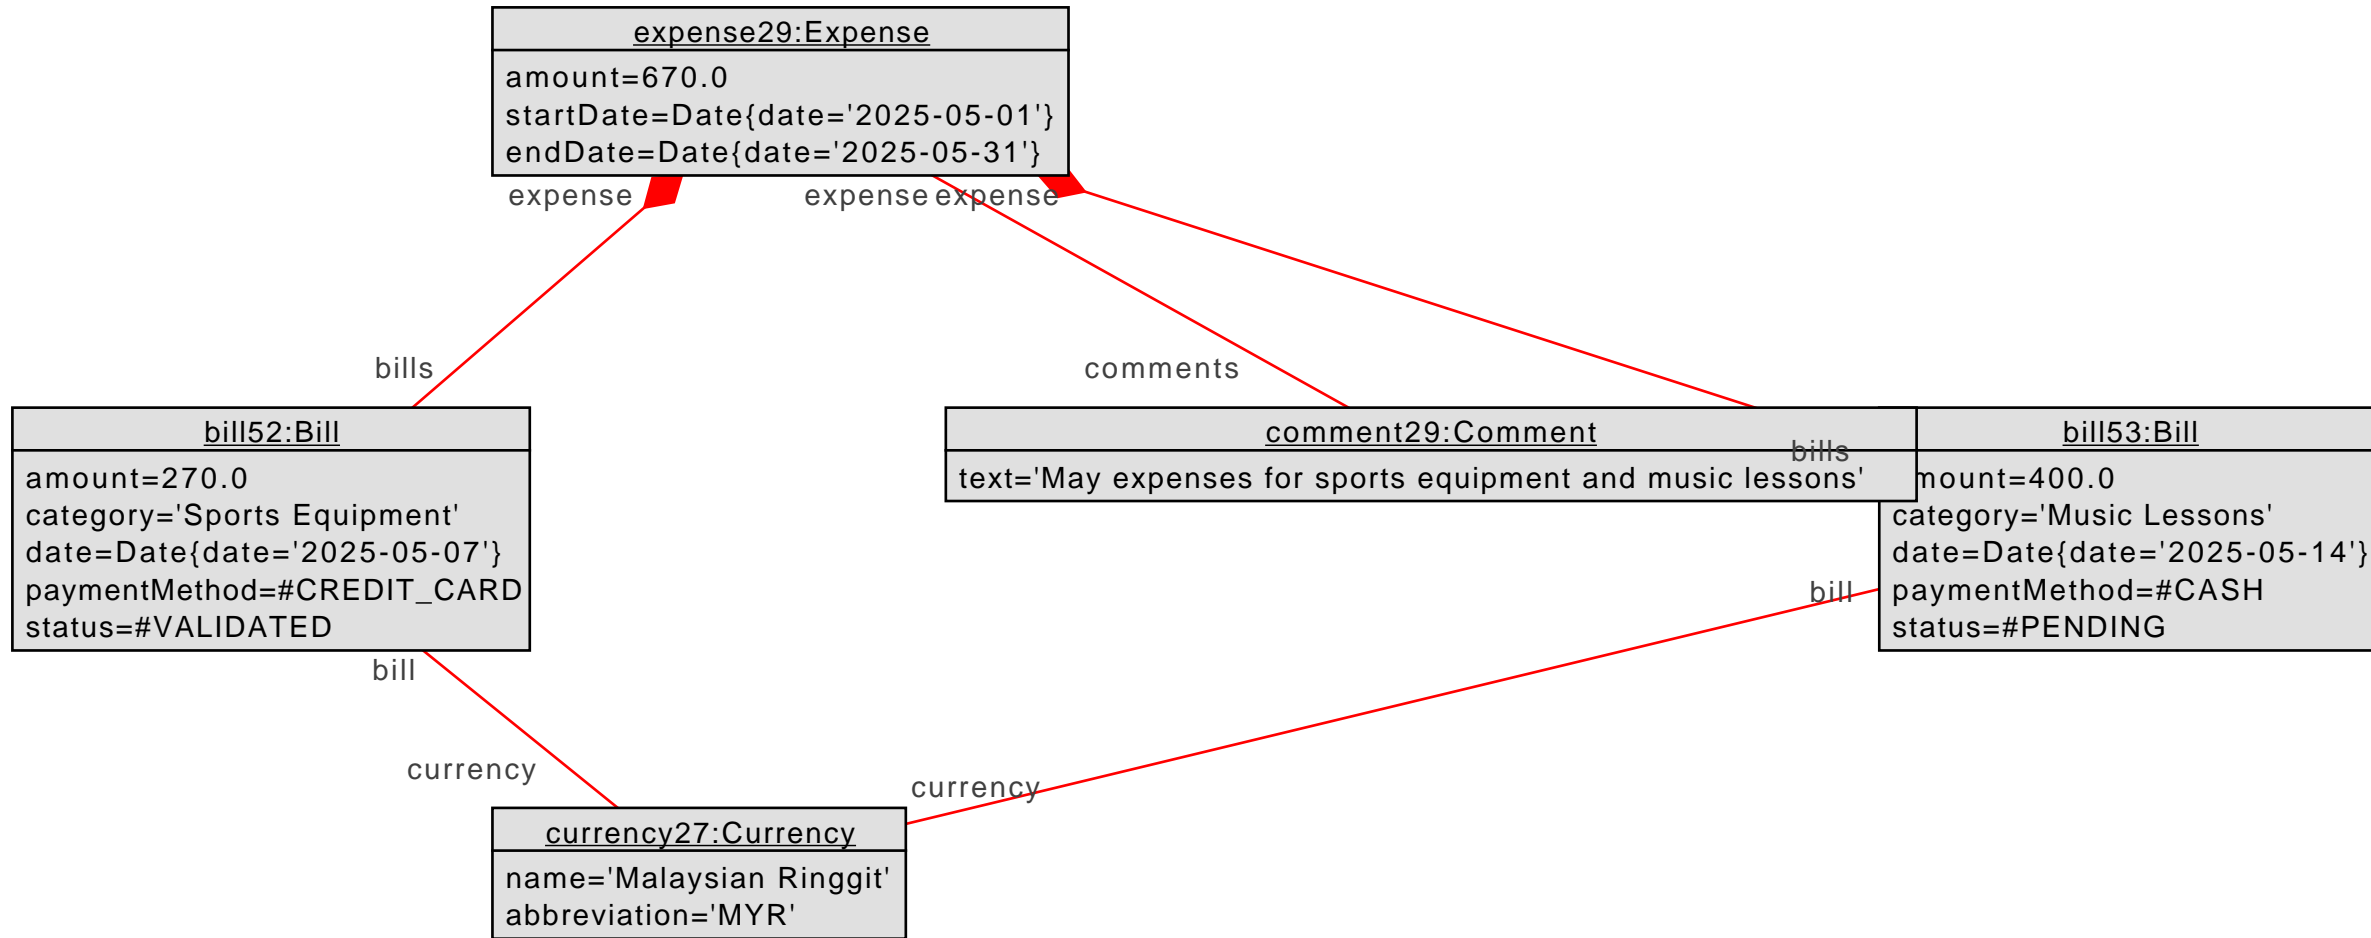 expense29:Expense
amount=670.0
startDate=Date{date='2025-05-01'}
endDate=Date{date='2025-05-31'}
expense
expense
expense
bills
comments
bills
bill52:Bill
amount=270.0
category='Sports Equipment'
date=Date{date='2025-05-07'}
paymentMethod=#CREDIT_CARD
status=#VALIDATED
comment29:Comment
text='May expenses for sports equipment and music lessons'
bill53:Bill
mount=400.0
category='Music Lessons'
date=Date{date='2025-05-14'}
paymentMethod=#CASH
status=#PENDING
bill
bill
currency
currency
currency27:Currency
name='Malaysian Ringgit'
abbreviation='MYR'